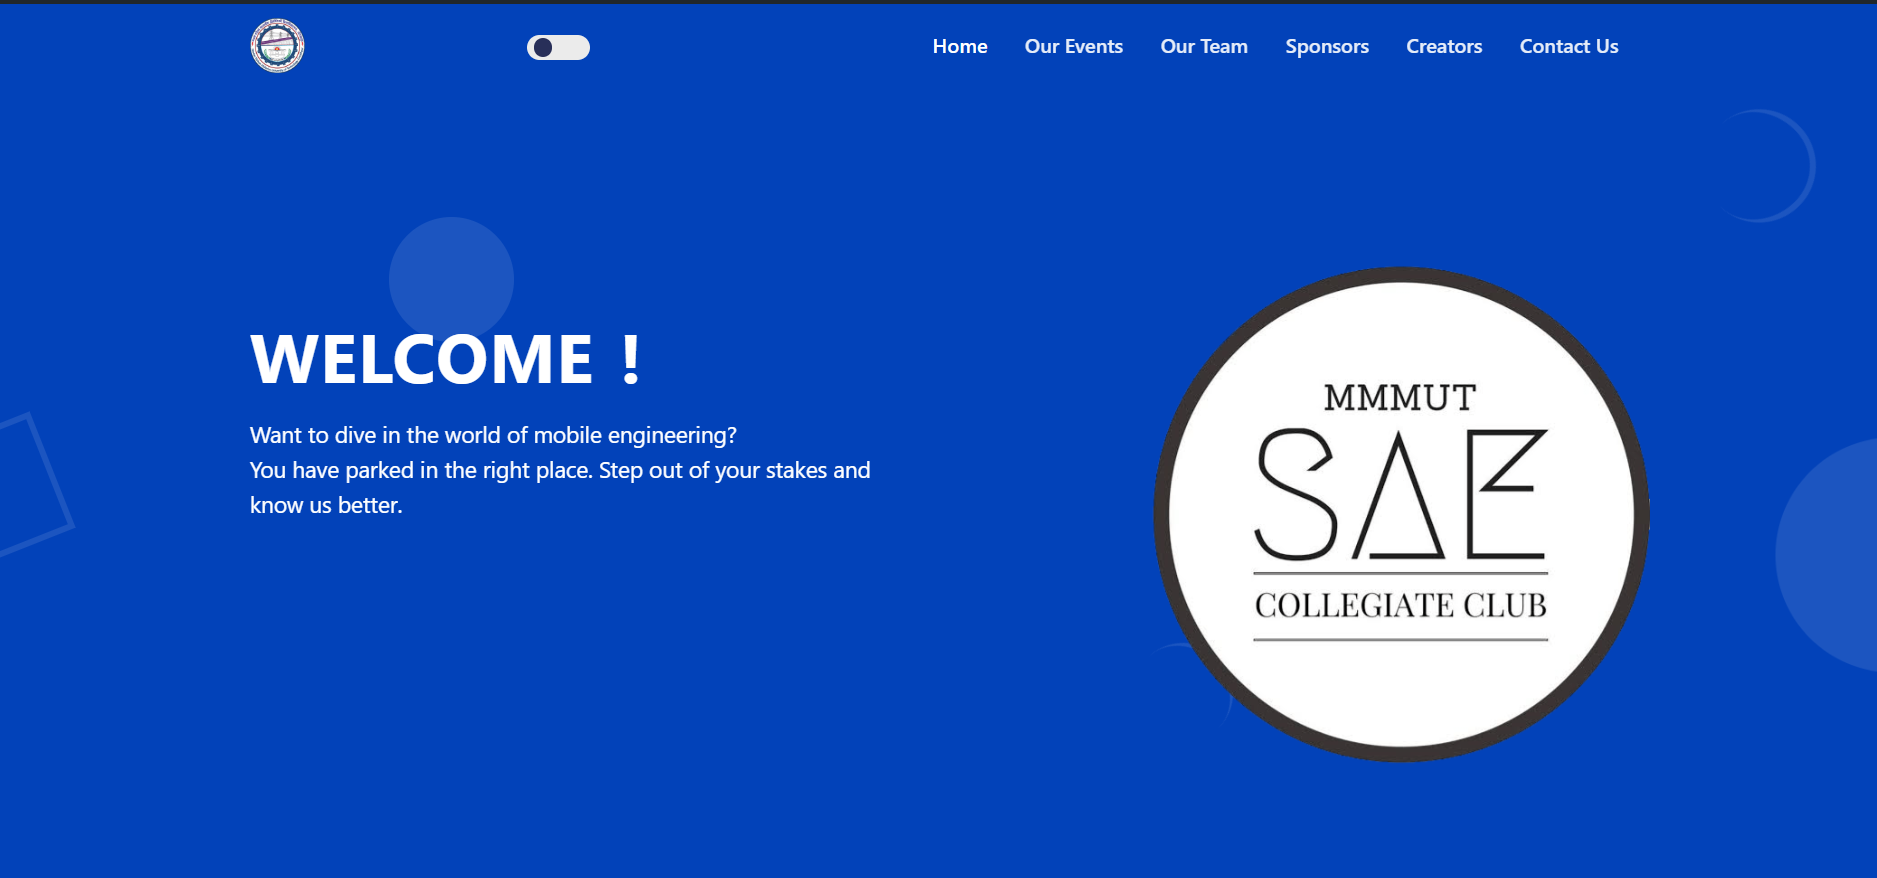 Home Our Events Our Team Sponsors Creators Contact Us
WELCOME !
Want to dive in the world of mobile engineering?
You have parked in the right place. Step out of your stakes and
know us better.
MMMUT
SAE
COLLEGIATE CLUB